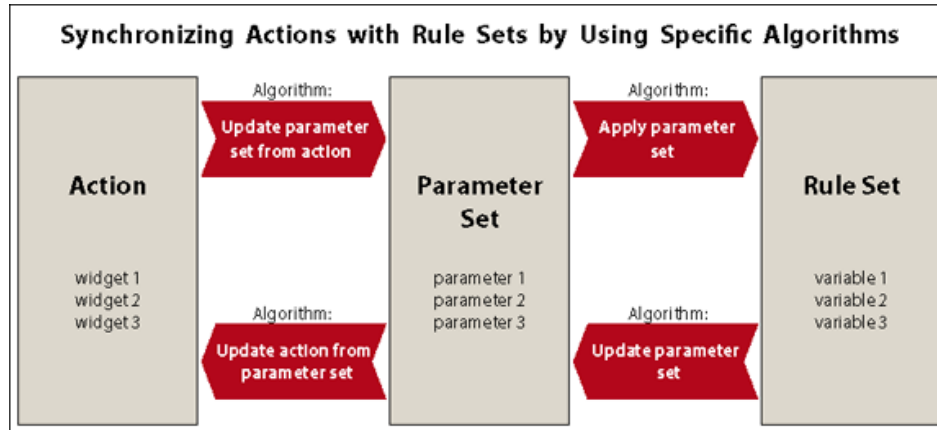 Synchronizing Actions with Rule Sets by Using Specific Algorithms
Algorithm:
Update parameter
set from action
Algorithm:
Apply parameter
set
Action
Parameter
Set
Rule Set
widget 1
widget 2
widget 3
parameter 1
parameter 2
parameter 3
variable 1
variable 2
variable 3
Algorithm:
Update action from
parameter set
Algorithm:
Update parameter
set